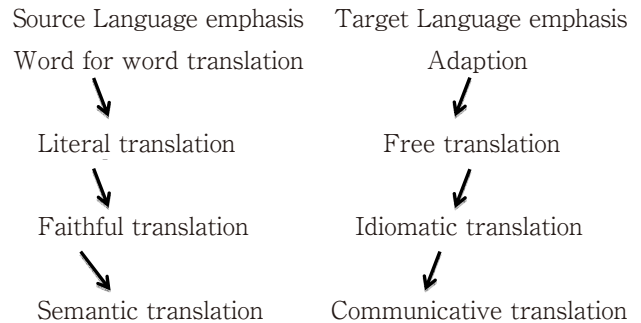 Source Language emphasis    Target Language emphasis
Word for word translation    Adaption
Literal translation    Free translation
Faithful translation    Idiomatic translation
Semantic translation    Communicative translation